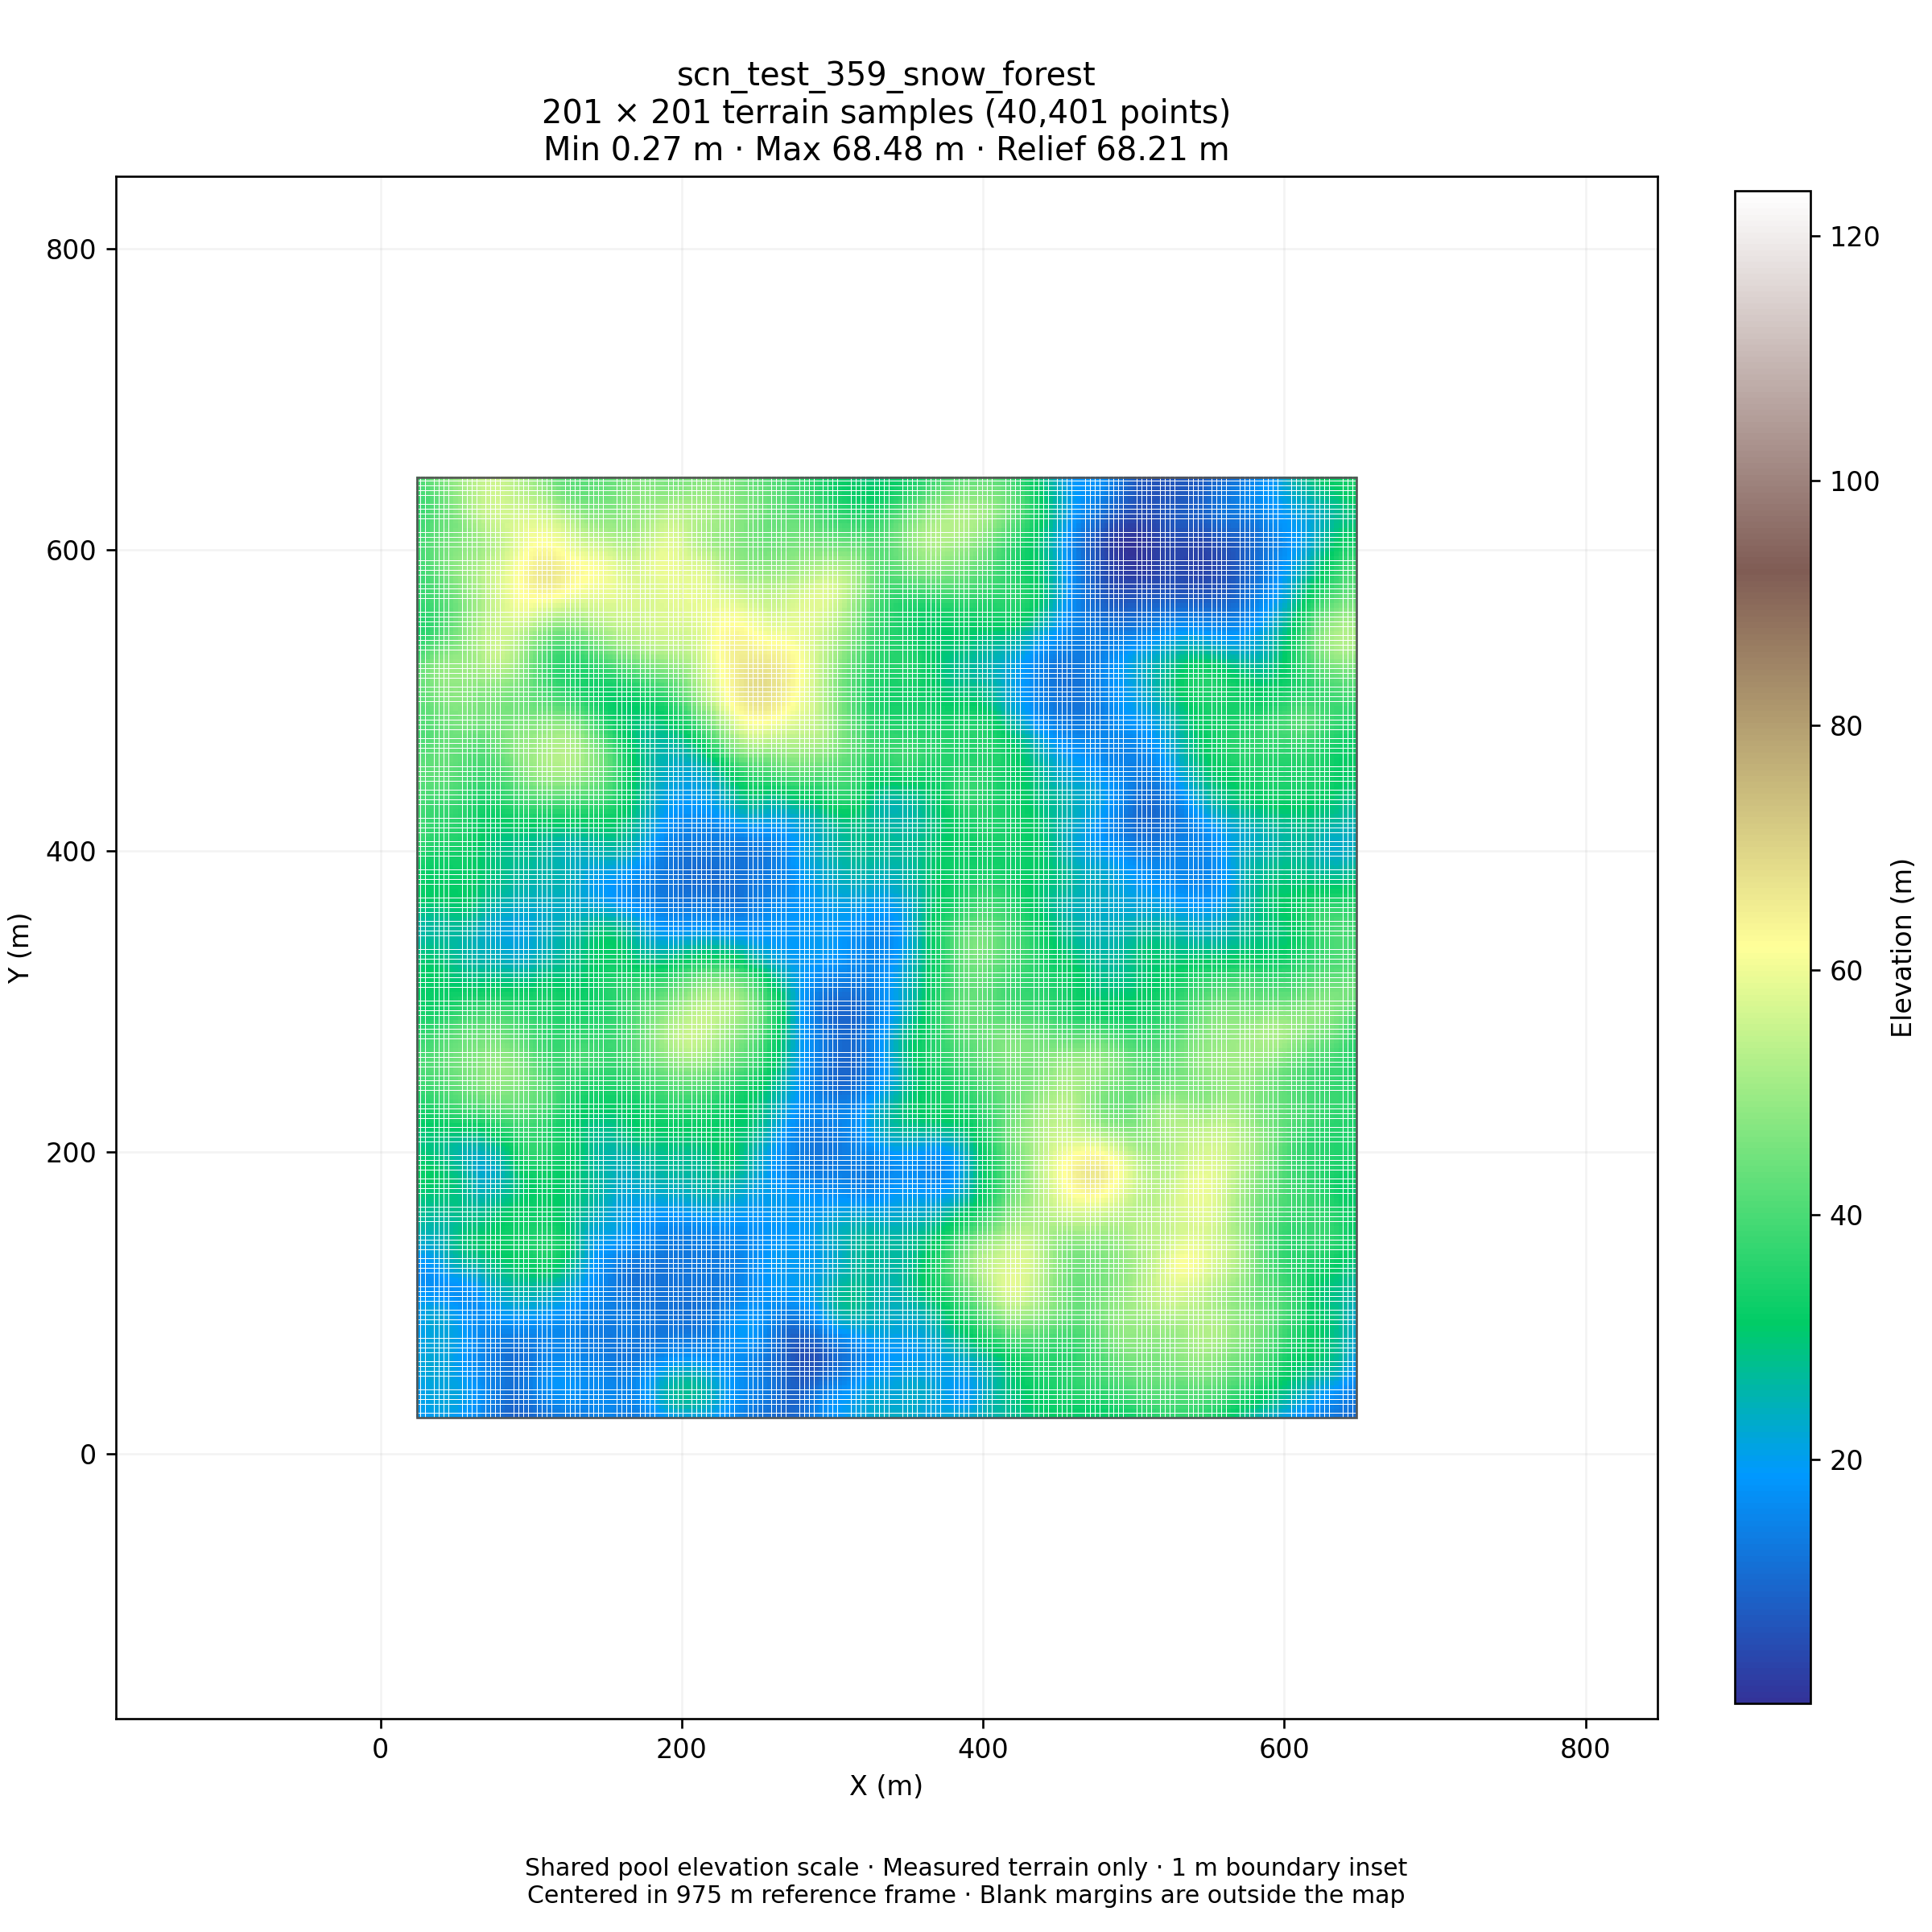 scn_test_359_snow_forest
201 × 201 terrain samples (40,401 points)
Min 0.27 m · Max 68.48 m · Relief 68.21 m
800
600
400
200
0
Y (m)
0
200
400
600
800
X (m)
120
100
80
60
40
20
Elevation (m)
Shared pool elevation scale · Measured terrain only · 1 m boundary inset
Centered in 975 m reference frame · Blank margins are outside the map